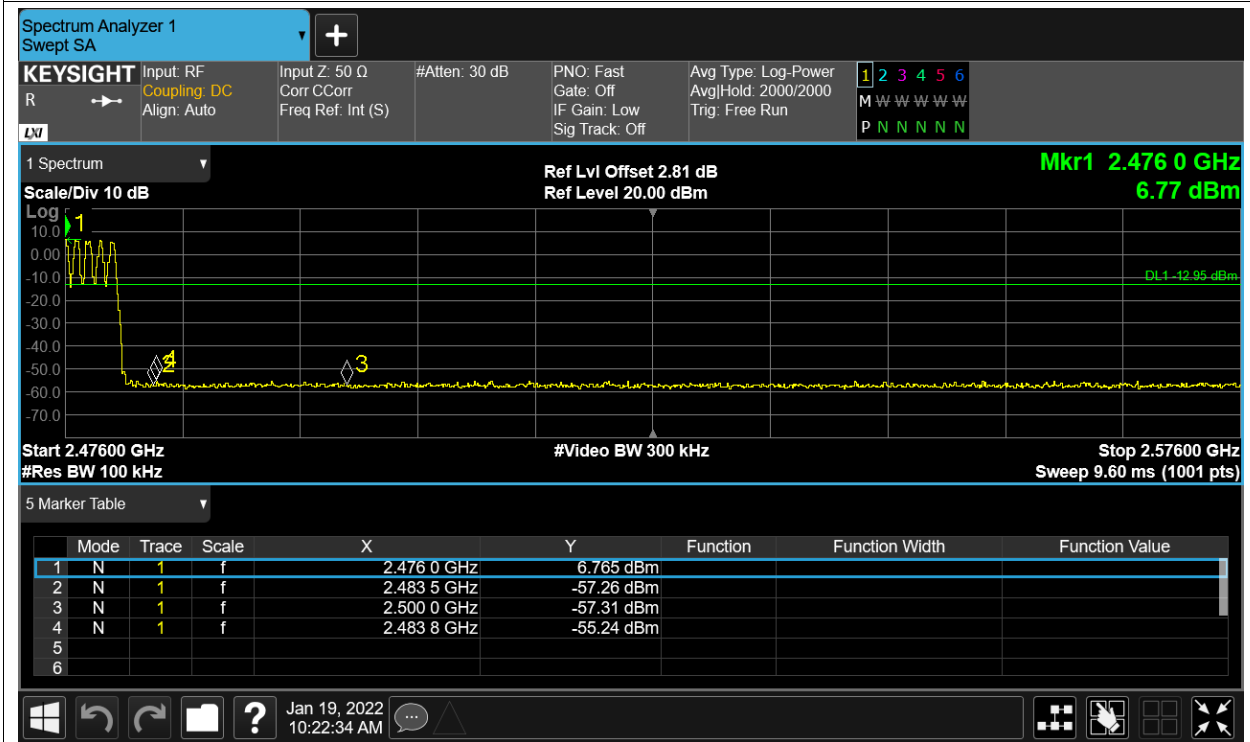 Spectrum Analyzer 1
Swept SA
KEYSIGHT Input: RF Input Z: 50 Ω #Atten: 30 dB PNO: Fast Avg Type: Log-Power 1 2 3 4 5 6
R Coupling: DC Corr CCorr Gate: Off Avg|Hold: 2000/2000 M W W W W W
Align: Auto Freq Ref: Int (S) IF Gain: Low Trig: Free Run
LXI Sig Track: Off P N N N N N
1 Spectrum Ref Lvl Offset 2.81 dB Mkr1 2.476 0 GHz
Scale/Div 10 dB Ref Level 20.00 dBm 6.77 dBm
Log 1
10.0
0.00
-10.0 DL1 -12.95 dBm
-20.0
-30.0
-40.0
-50.0 2 4 3
-60.0
-70.0
Start 2.47600 GHz #Video BW 300 kHz Stop 2.57600 GHz
#Res BW 100 kHz Sweep 9.60 ms (1001 pts)
5 Marker Table
Mode Trace Scale X Y Function Function Width Function Value
1 N 1 f 2.476 0 GHz 6.765 dBm
2 N 1 f 2.483 5 GHz -57.26 dBm
3 N 1 f 2.500 0 GHz -57.31 dBm
4 N 1 f 2.483 8 GHz -55.24 dBm
5
6
? Jan 19, 2022
10:22:34 AM